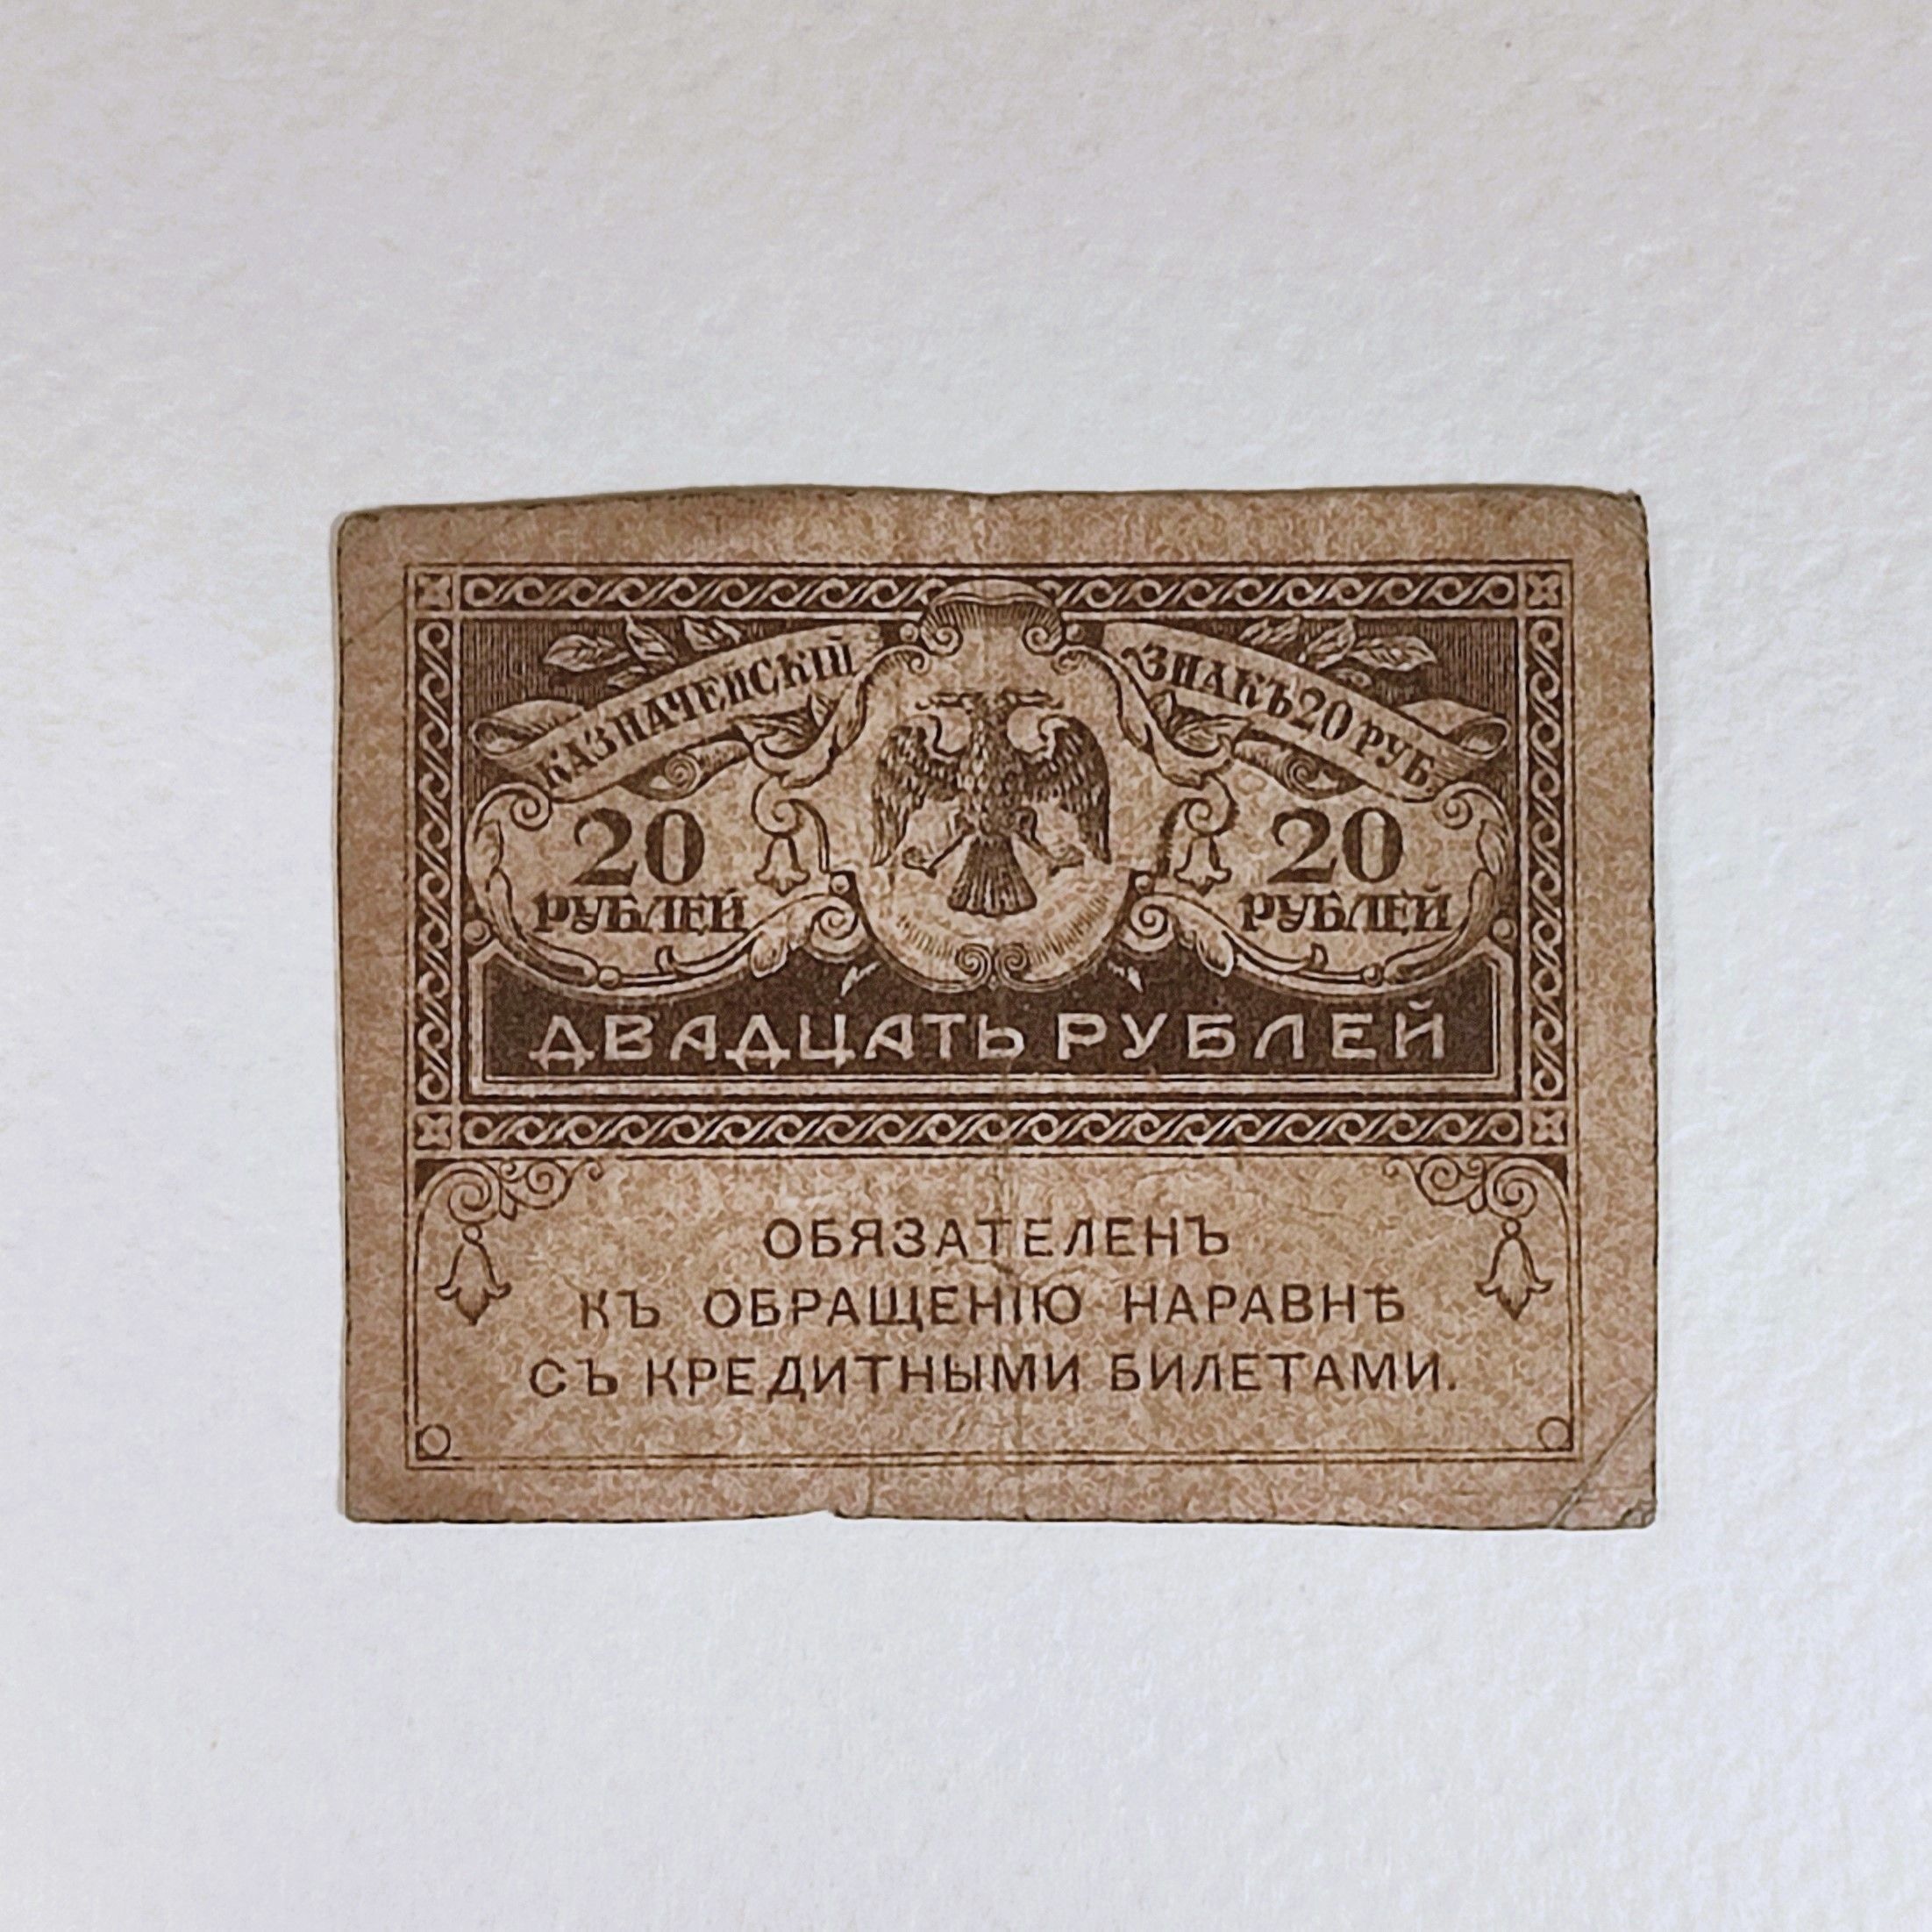 КАЗНАЧЕЙСКІЙ ЗНАКЪ 20 РУБ.
20 20
РУБЛЕЙ РУБЛЕЙ
ДВАДЦАТЬ РУБЛЕЙ
ОБЯЗАТЕЛЕНЪ
КЪ ОБРАЩЕНІЮ НАРАВНѢ
СЪ КРЕДИТНЫМИ БИЛЕТАМИ.